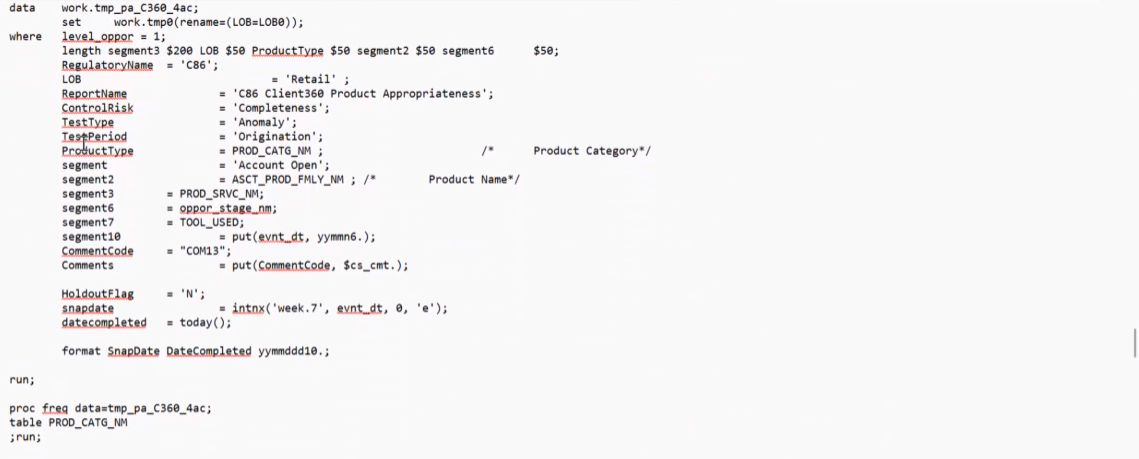 data    work.tmp_pa_C360_4ac;
        set     work.tmp0(rename=(LOB=LOB0));
where   level_oppor = 1;
        length segment3 $200 LOB $50 ProductType $50 segment2 $50 segment6      $50;
        RegulatoryName  = 'C86';
        LOB                             = 'Retail' ;
        ReportName              = 'C86 Client360 Product Appropriateness';
        ControlRisk             = 'Completeness';
        TestType                = 'Anomaly';
        TestPeriod              = 'Origination';
        ProductType             = PROD_CATG_NM ;                        /*      Product Category*/
        segment                 = 'Account Open';
        segment2                = ASCT_PROD_FMLY_NM ; /*        Product Name*/
        segment3        = PROD_SRVC_NM;
        segment6        = oppor_stage_nm;
        segment7        = TOOL_USED;
        segment10               = put(evnt_dt, yymmn6.);
        CommentCode     = "COM13";
        Comments                = put(CommentCode, $cs_cmt.);
        HoldoutFlag     = 'N';
        snapdate                = intnx('week.7', evnt_dt, 0, 'e');
        datecompleted   = today();
        format SnapDate DateCompleted yymmddd10.;
run;
proc freq data=tmp_pa_C360_4ac;
table PROD_CATG_NM
;run;